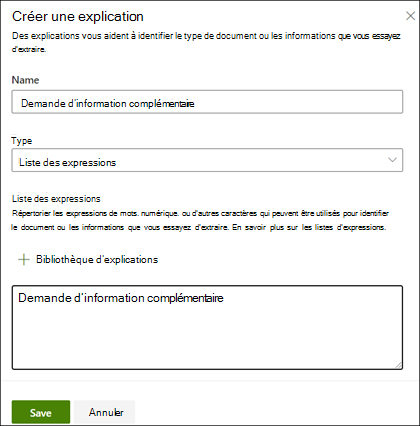 Créer une explication
Des explications vous aident à identifier le type de document ou les informations que vous essayez
d'extraire.
Name
Demande d'information complémentaire
Type
Liste des expressions
Liste des expressions
Répertorier les expressions de mots. numérique. ou d'autres caractères qui peuvent être utilisés pour identifier
le document ou les informations que vous essayez d'extraire. En savoir plus sur les listes d'expressions.
Bibliothèque d'explications
Demande d'information complémentaire
Save
Annuler